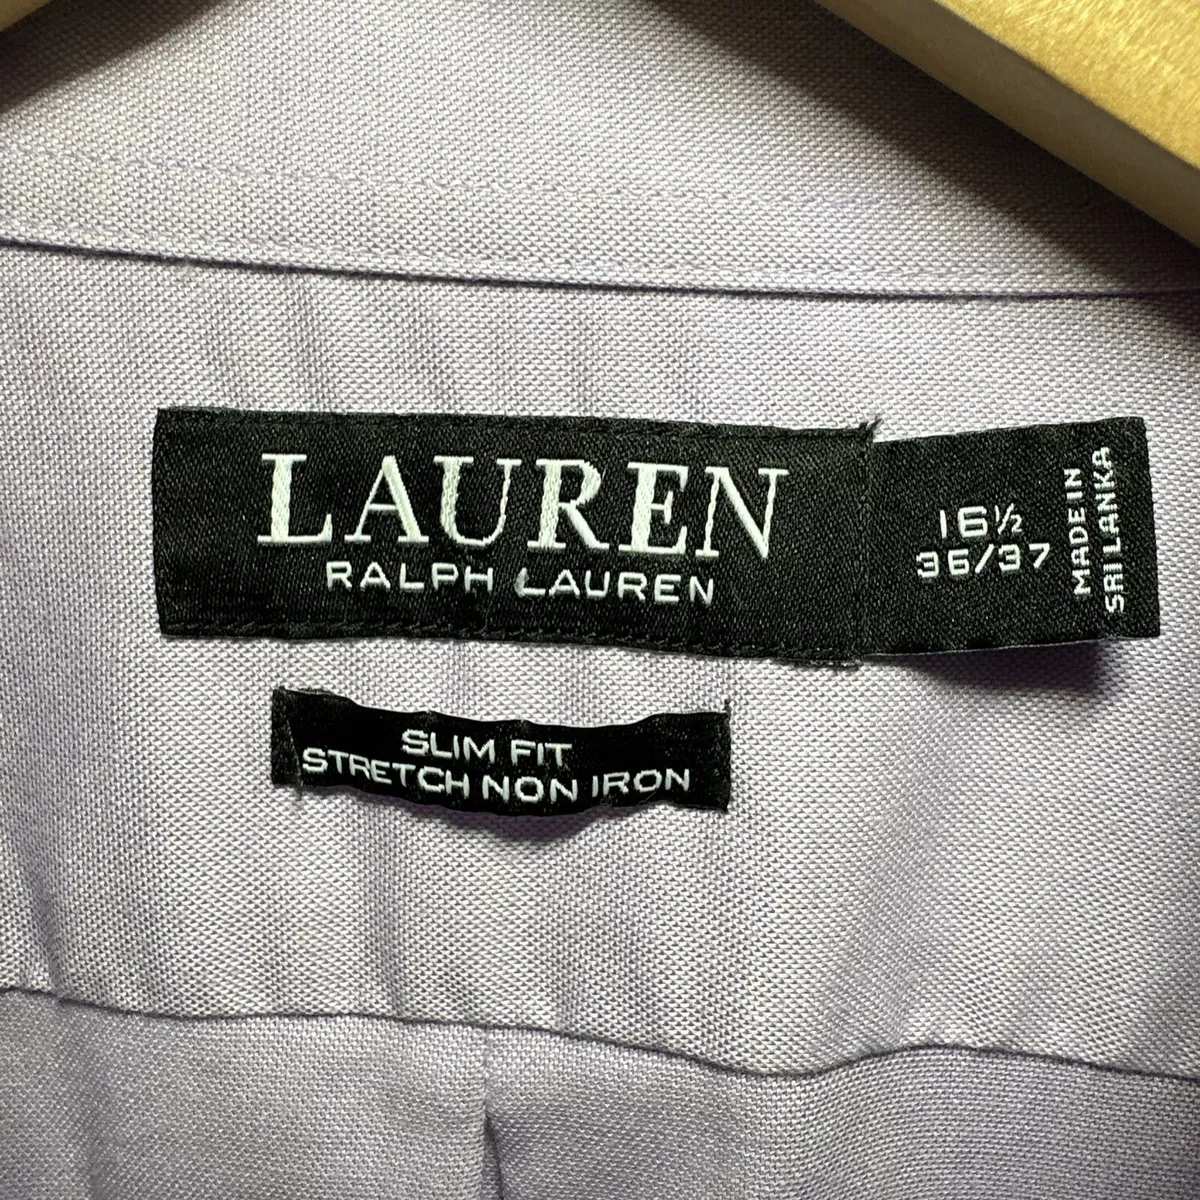 LAUREN
RALPH LAUREN
16½
36/37
MADE IN
SRI LANKA
SLIM FIT
STRETCH NON IRON